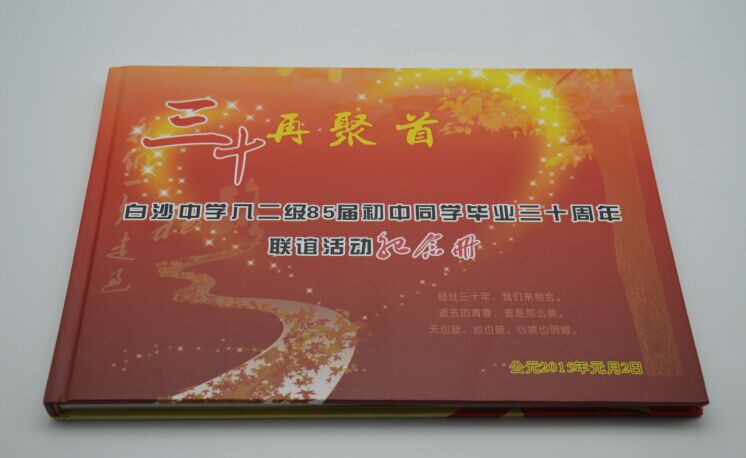 三十再聚首
白沙中学八二级85届初中同学毕业三十周年
联谊活动纪念册
经过三十年，我们来相会。
逝去的青春，曾是那么美。
天也新、地也新、心境也明媚。
公元2015年元月2日